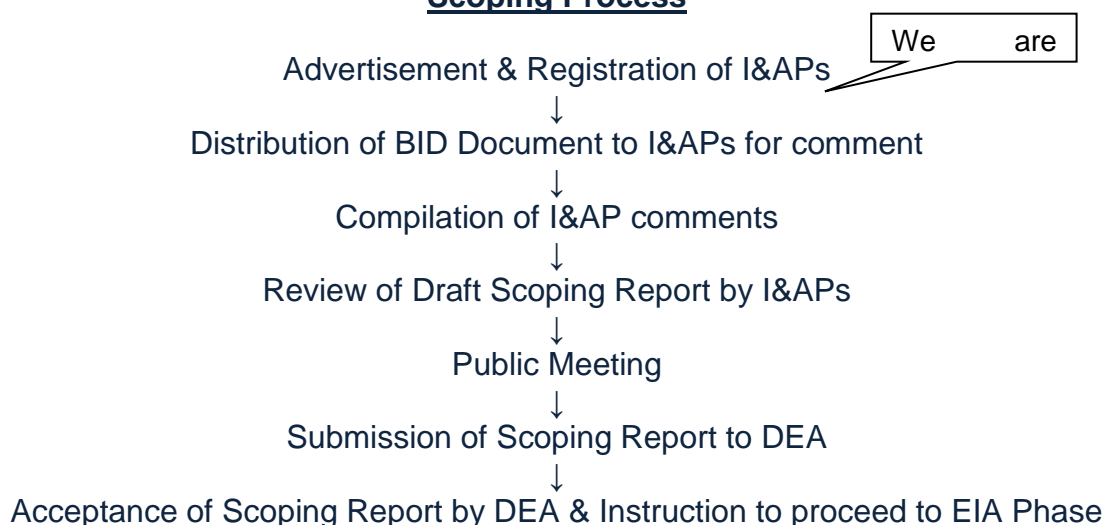 Scoping Process
We are
Advertisement & Registration of I&APs
↓
Distribution of BID Document to I&APs for comment
↓
Compilation of I&AP comments
↓
Review of Draft Scoping Report by I&APs
↓
Public Meeting
↓
Submission of Scoping Report to DEA
↓
Acceptance of Scoping Report by DEA & Instruction to proceed to EIA Phase